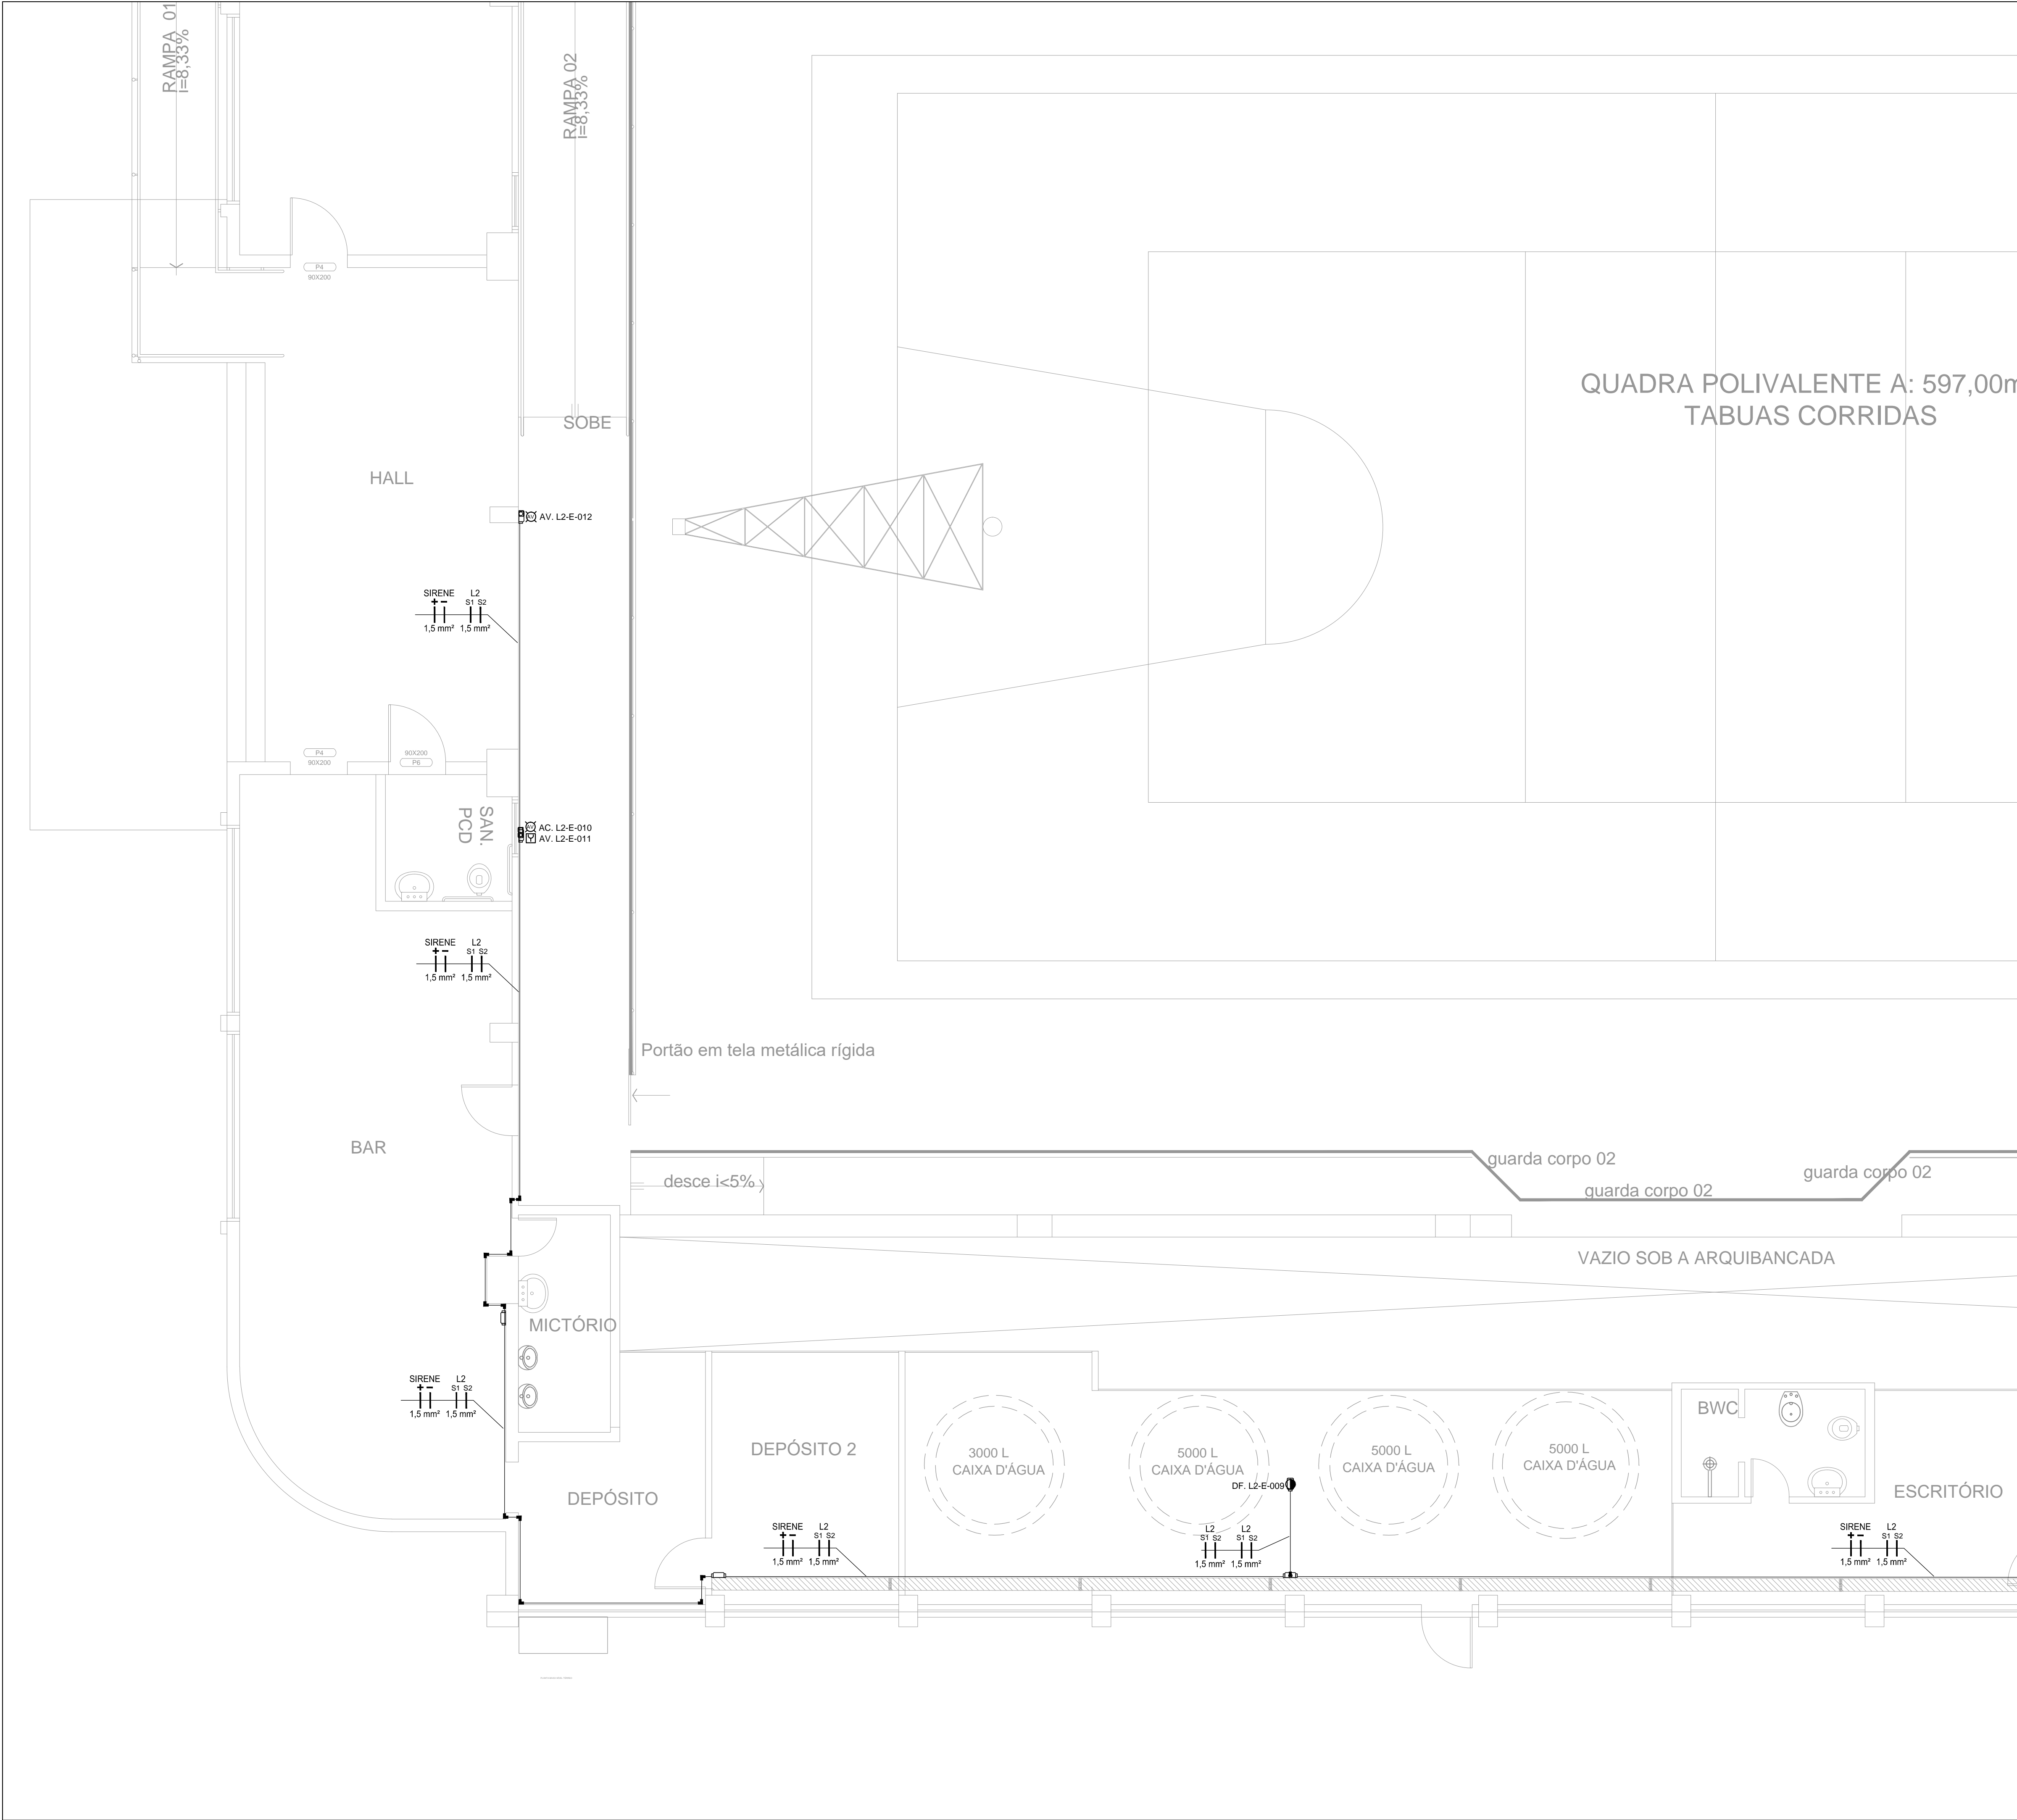 RAMPA 01
i=8,33%
RAMPA 02
i=8,33%
P4
90X200
QUADRA POLIVALENTE A: 597,00m
TABUAS CORRIDAS
SOBE
HALL
AV. L2-E-012
SIRENE L2
+ − S1 S2
1,5 mm² 1,5 mm²
P4
90X200
90X200
P6
SAN.
PCD
AC. L2-E-010
AV. L2-E-011
SIRENE L2
+ − S1 S2
1,5 mm² 1,5 mm²
Portão em tela metálica rígida
BAR
desce i<5%
guarda corpo 02
guarda corpo 02
guarda corpo 02
VAZIO SOB A ARQUIBANCADA
MICTÓRIO
SIRENE L2
+ − S1 S2
1,5 mm² 1,5 mm²
BWC
DEPÓSITO 2
3000 L
CAIXA D'ÁGUA
5000 L
CAIXA D'ÁGUA
5000 L
CAIXA D'ÁGUA
5000 L
CAIXA D'ÁGUA
DF. L2-E-009
DEPÓSITO
ESCRITÓRIO
SIRENE L2
+ − S1 S2
1,5 mm² 1,5 mm²
L2 L2
S1 S2 S1 S2
1,5 mm² 1,5 mm²
SIRENE L2
+ − S1 S2
1,5 mm² 1,5 mm²